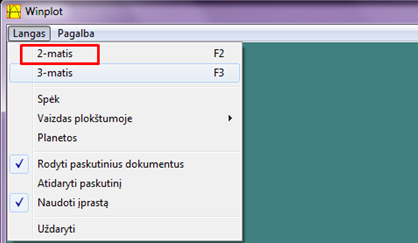 Winplot
Langas Pagalba
2-matis F2
3-matis F3
Spėk
Vaizdas plokštumoje
Planetos
Rodyti paskutinius dokumentus
Atidaryti paskutinį
Naudoti įprastą
Uždaryti